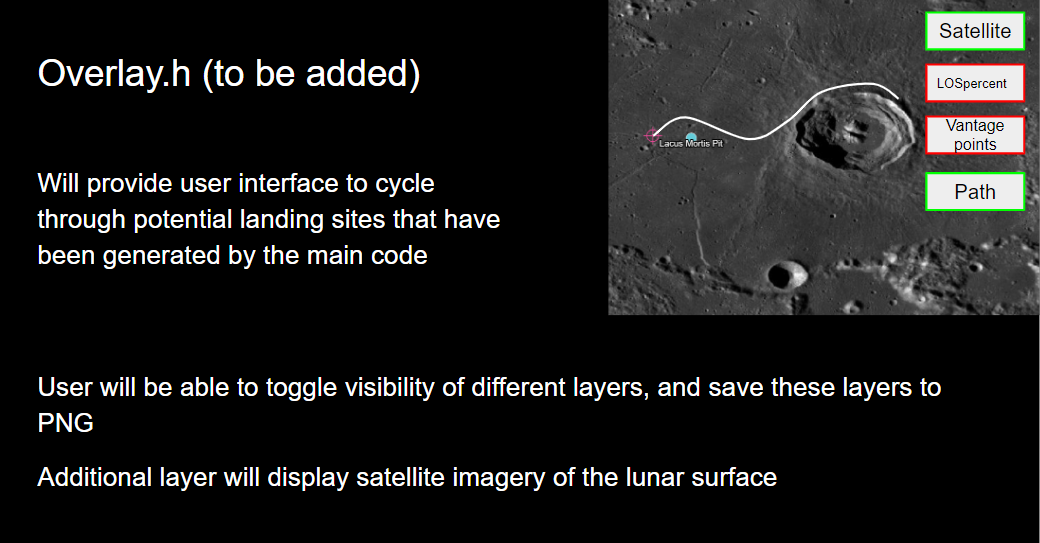 Overlay.h (to be added)
Will provide user interface to cycle
through potential landing sites that have
been generated by the main code
Satellite
LOSpercent
Vantage
points
Path
Lacus Mortis Pit
User will be able to toggle visibility of different layers, and save these layers to
PNG
Additional layer will display satellite imagery of the lunar surface